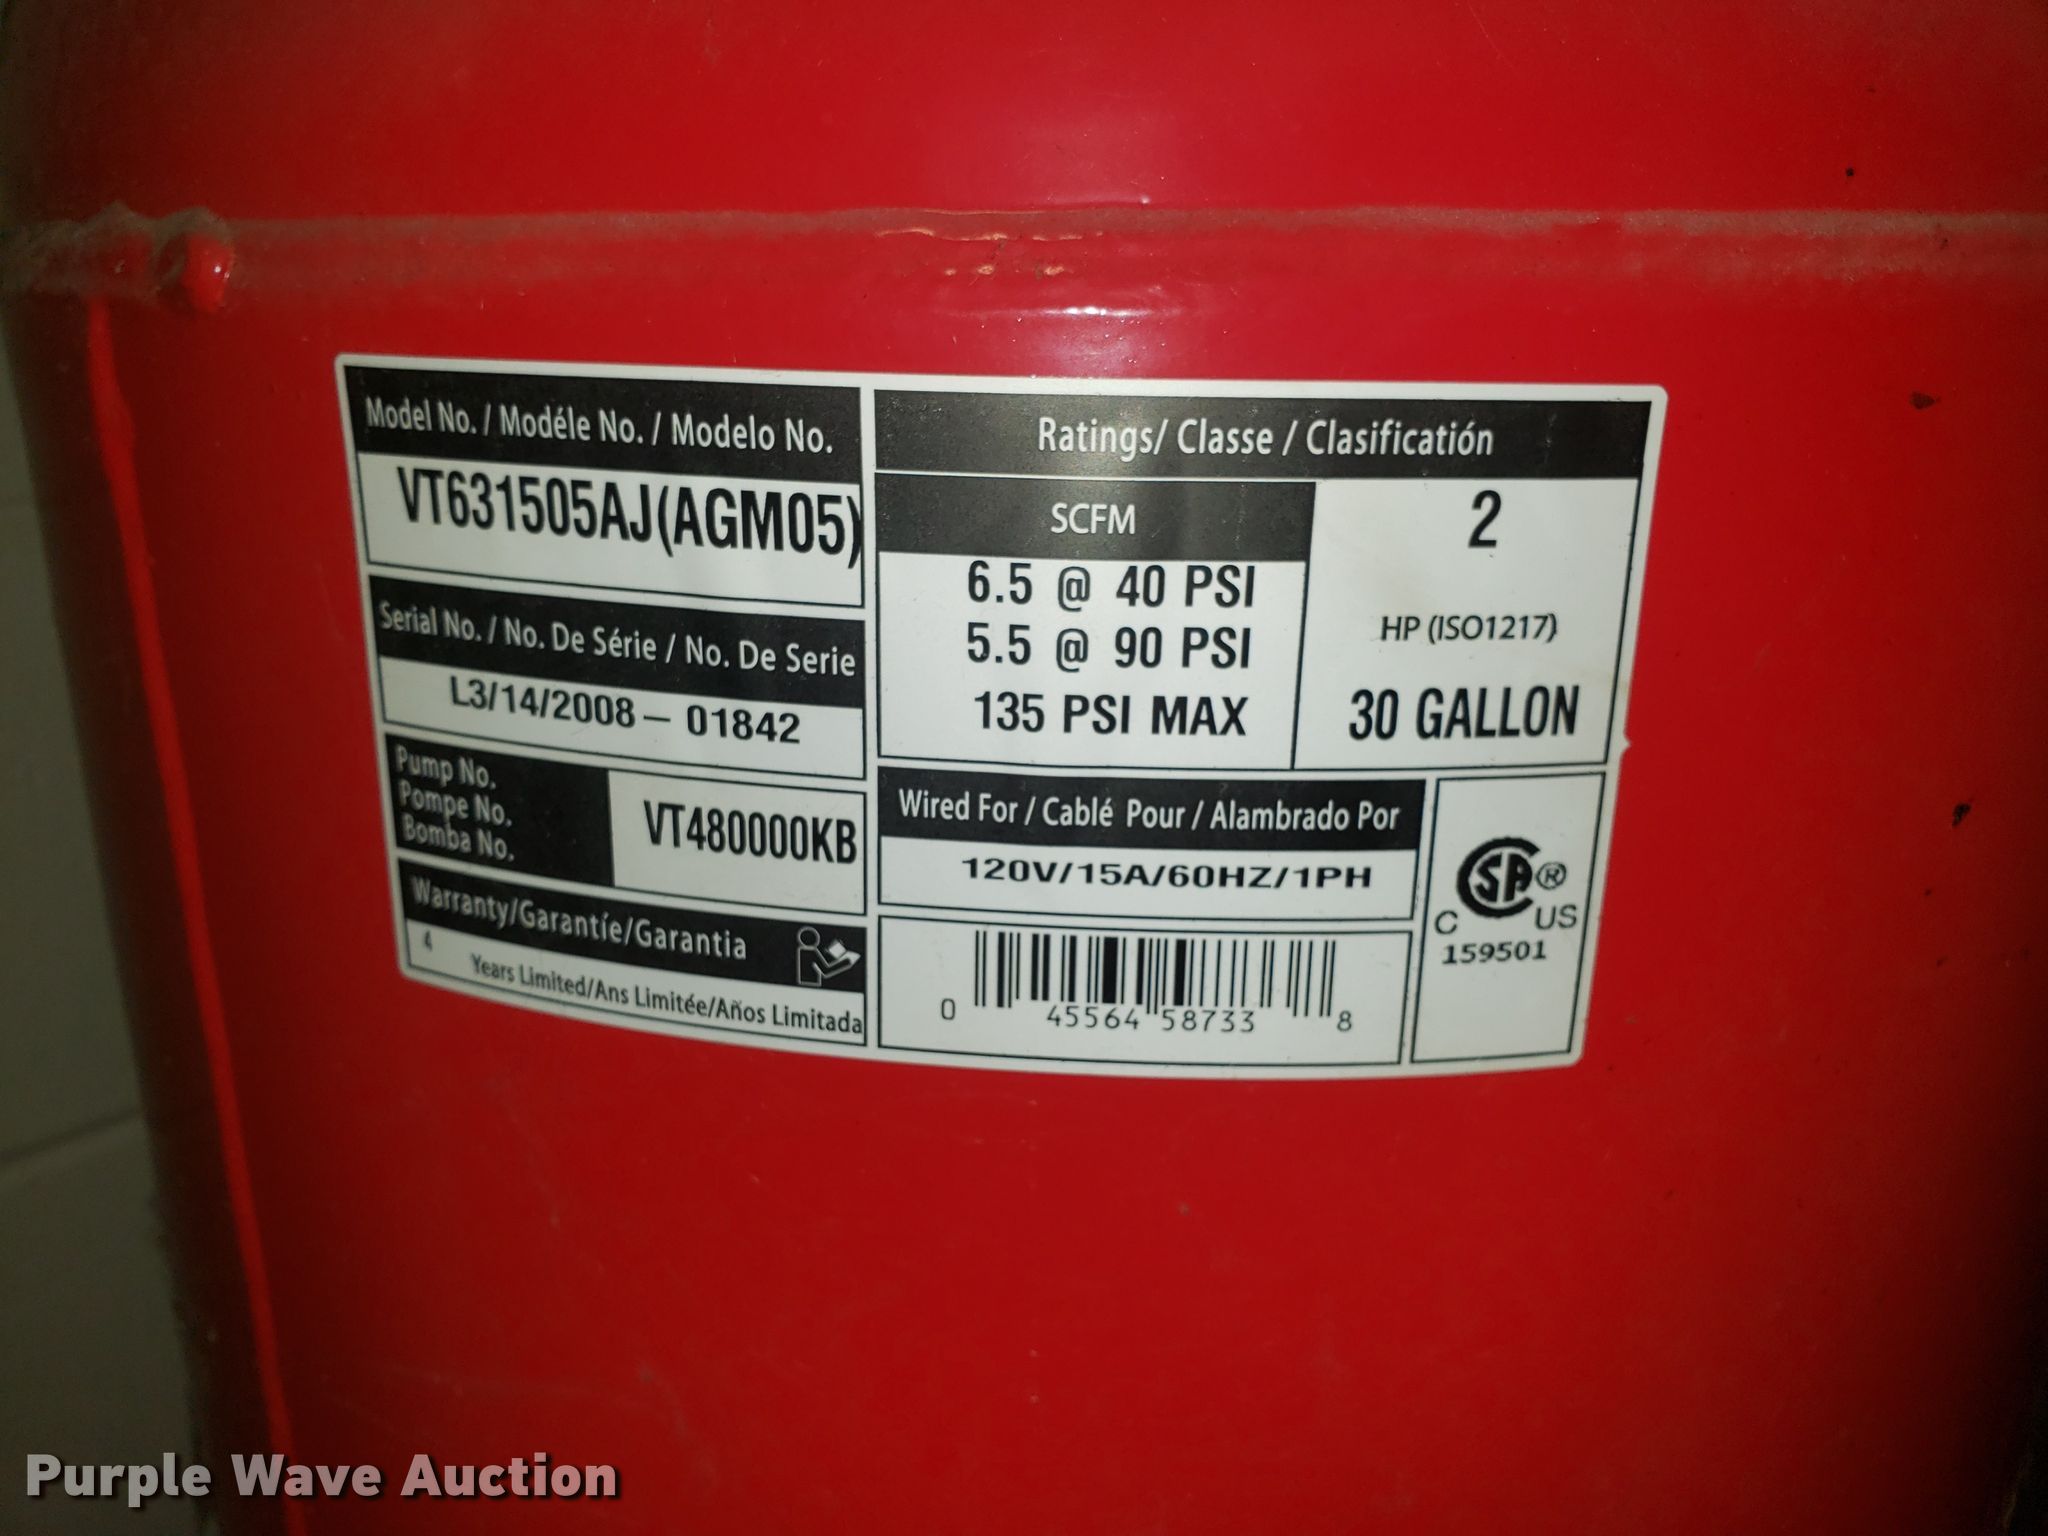 Model No. / Modéle No. / Modelo No.
VT631505AJ(AGM05)
Serial No. / No. De Série / No. De Serie
L3/14/2008 – 01842
Pump No.
Pompe No.
Bomba No.
VT480000KB
Warranty/Garantíe/Garantia
4 Years Limited/Ans Limitée/Años Limitada
Ratings/ Classe / Clasificatión
SCFM
6.5 @ 40 PSI
5.5 @ 90 PSI
135 PSI MAX
2
HP (ISO1217)
30 GALLON
Wired For / Cablé Pour / Alambrado Por
120V/15A/60HZ/1PH
0 45564 58733 8
CSA ®
C US
159501
Purple Wave Auction